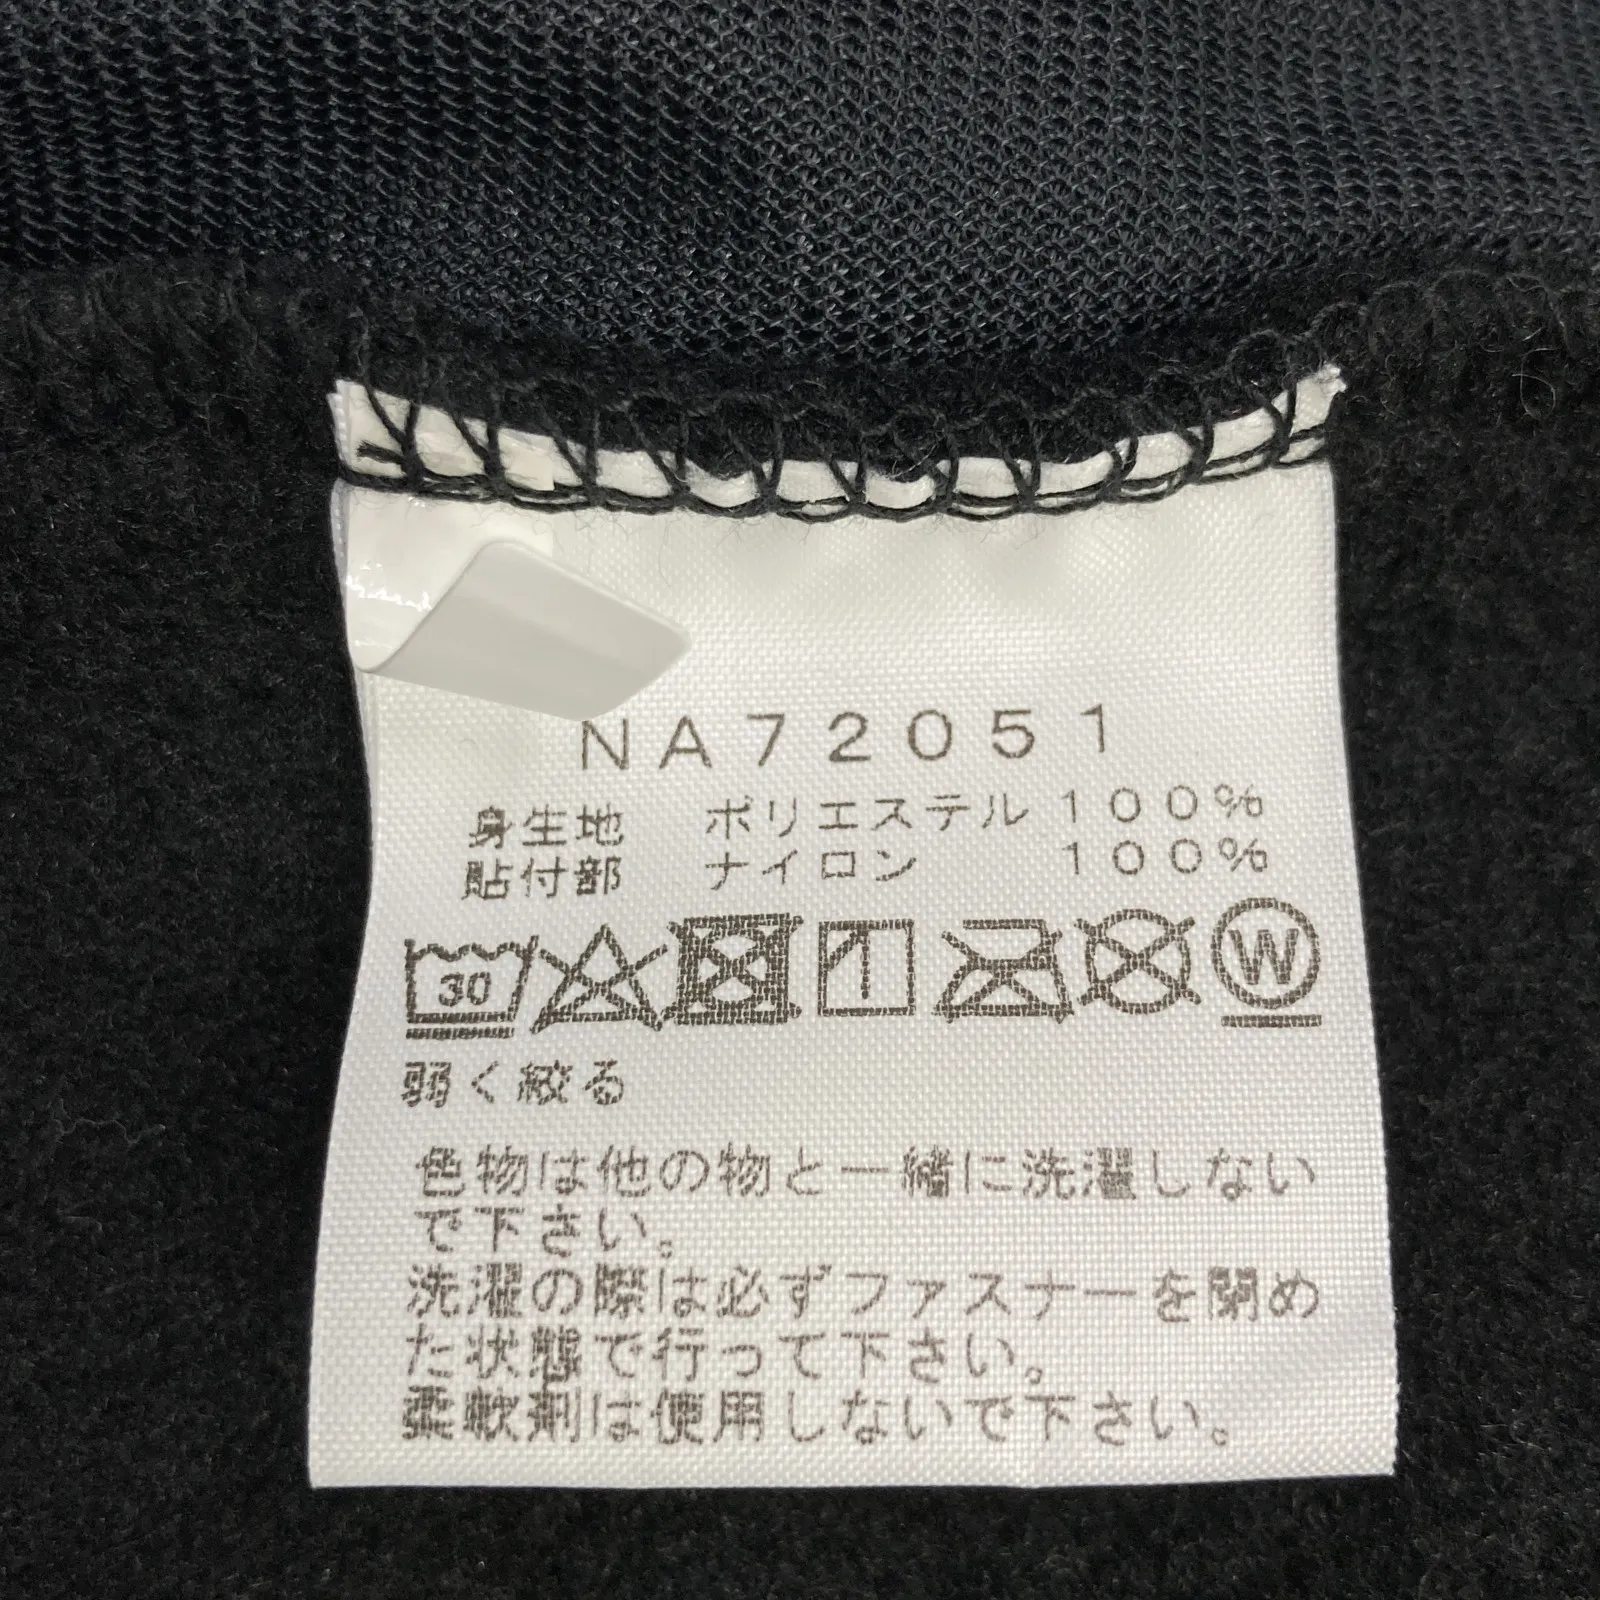 NA72051
身生地 ポリエステル 100%
貼付部 ナイロン 100%
30
W
弱く絞る
色物は他の物と一緒に洗濯しない
で下さい。
洗濯の際は必ずファスナーを閉め
た状態で行って下さい。
柔軟剤は使用しないで下さい。